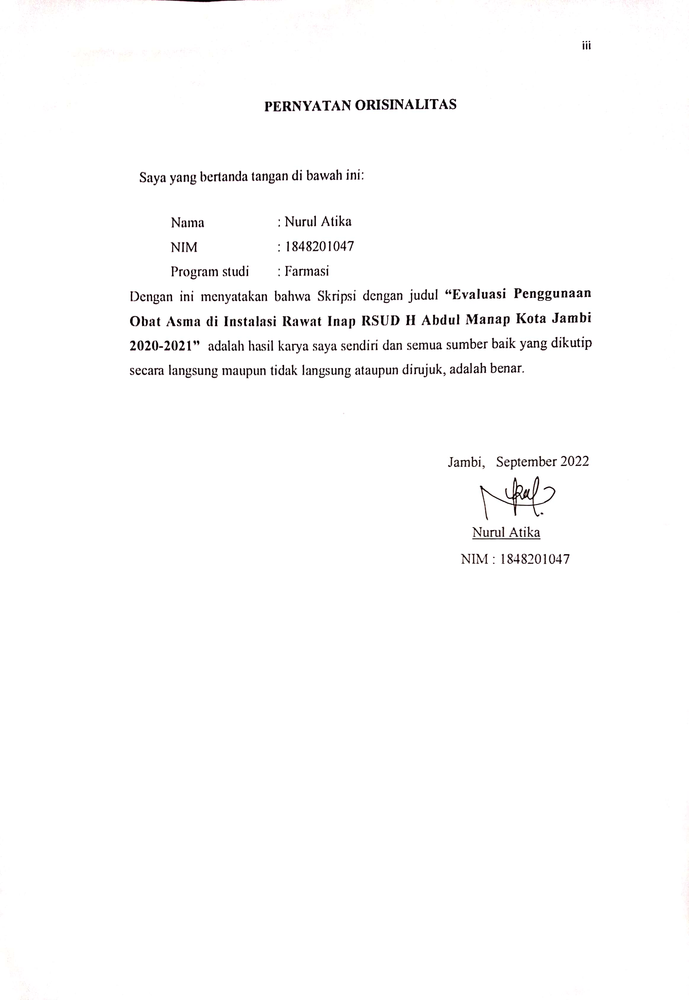 iii
PERNYATAN ORISINALITAS
Saya yang bertanda tangan di bawah ini:
Nama : Nurul Atika
NIM : 1848201047
Program studi : Farmasi
Dengan ini menyatakan bahwa Skripsi dengan judul “Evaluasi Penggunaan
Obat Asma di Instalasi Rawat Inap RSUD H Abdul Manap Kota Jambi
2020-2021” adalah hasil karya saya sendiri dan semua sumber baik yang dikutip
secara langsung maupun tidak langsung ataupun dirujuk, adalah benar.
Jambi, September 2022
Nurul Atika
NIM : 1848201047